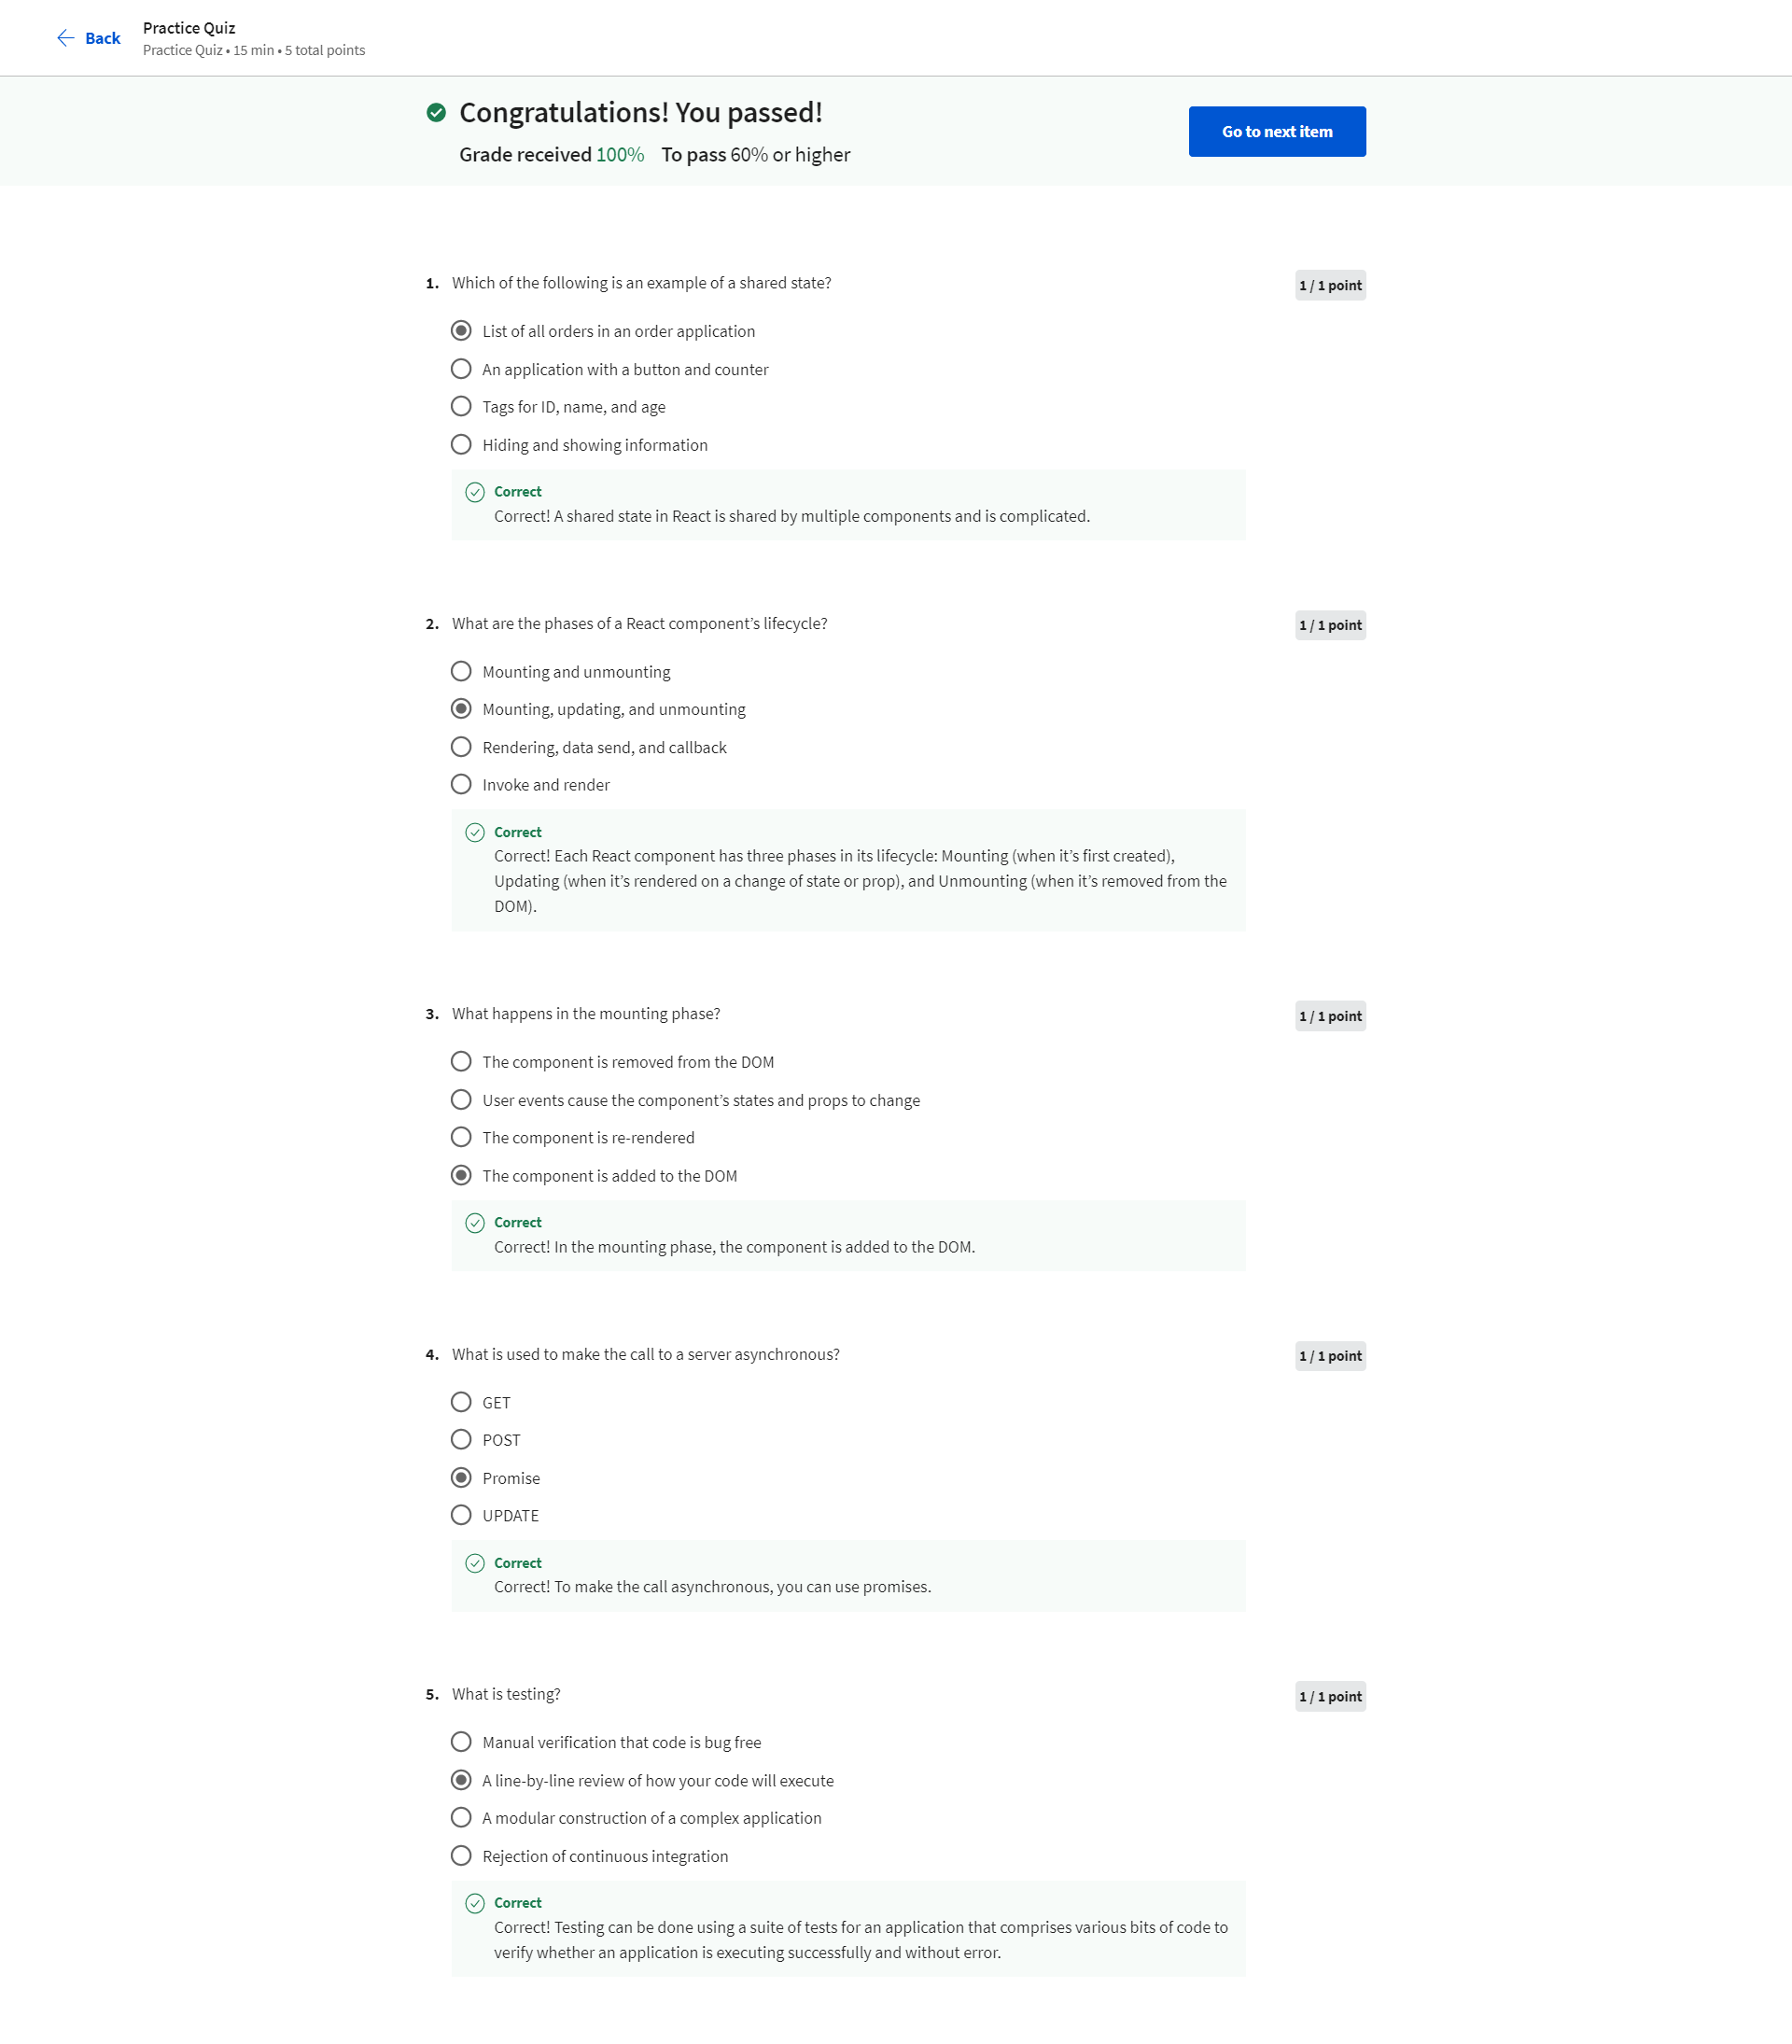 Back
Practice Quiz
Practice Quiz • 15 min • 5 total points
Congratulations! You passed!
Grade received 100% To pass 60% or higher
Go to next item
1. Which of the following is an example of a shared state?
1 / 1 point
List of all orders in an order application
An application with a button and counter
Tags for ID, name, and age
Hiding and showing information
Correct
Correct! A shared state in React is shared by multiple components and is complicated.
2. What are the phases of a React component’s lifecycle?
1 / 1 point
Mounting and unmounting
Mounting, updating, and unmounting
Rendering, data send, and callback
Invoke and render
Correct
Correct! Each React component has three phases in its lifecycle: Mounting (when it’s first created),
Updating (when it’s rendered on a change of state or prop), and Unmounting (when it’s removed from the
DOM).
3. What happens in the mounting phase?
1 / 1 point
The component is removed from the DOM
User events cause the component’s states and props to change
The component is re-rendered
The component is added to the DOM
Correct
Correct! In the mounting phase, the component is added to the DOM.
4. What is used to make the call to a server asynchronous?
1 / 1 point
GET
POST
Promise
UPDATE
Correct
Correct! To make the call asynchronous, you can use promises.
5. What is testing?
1 / 1 point
Manual verification that code is bug free
A line-by-line review of how your code will execute
A modular construction of a complex application
Rejection of continuous integration
Correct
Correct! Testing can be done using a suite of tests for an application that comprises various bits of code to
verify whether an application is executing successfully and without error.